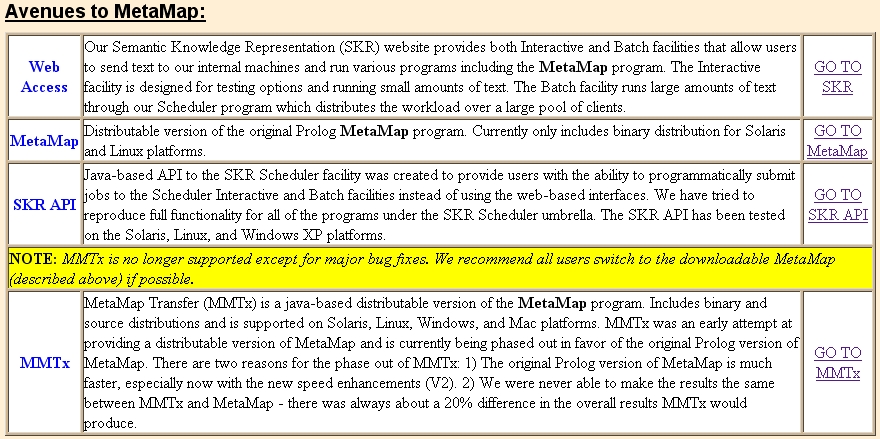 Avenues to MetaMap:
Web
Access
Our Semantic Knowledge Representation (SKR) website provides both Interactive and Batch facilities that allow users
to send text to our internal machines and run various programs including the MetaMap program. The Interactive
facility is designed for testing options and running small amounts of text. The Batch facility runs large amounts of text
through our Scheduler program which distributes the workload over a large pool of clients.
GO TO
SKR
MetaMap
Distributable version of the original Prolog MetaMap program. Currently only includes binary distribution for Solaris
and Linux platforms.
GO TO
MetaMap
SKR API
Java-based API to the SKR Scheduler facility was created to provide users with the ability to programmatically submit
jobs to the Scheduler Interactive and Batch facilities instead of using the web-based interfaces. We have tried to
reproduce full functionality for all of the programs under the SKR Scheduler umbrella. The SKR API has been tested
on the Solaris, Linux, and Windows XP platforms.
GO TO
SKR API
NOTE: MMTx is no longer supported except for major bug fixes. We recommend all users switch to the downloadable MetaMap
(described above) if possible.
MMTx
MetaMap Transfer (MMTx) is a java-based distributable version of the MetaMap program. Includes binary and
source distributions and is supported on Solaris, Linux, Windows, and Mac platforms. MMTx was an early attempt at
providing a distributable version of MetaMap and is currently being phased out in favor of the original Prolog version of
MetaMap. There are two reasons for the phase out of MMTx: 1) The original Prolog version of MetaMap is much
faster, especially now with the new speed enhancements (V2). 2) We were never able to make the results the same
between MMTx and MetaMap - there was always about a 20% difference in the overall results MMTx would
produce.
GO TO
MMTx